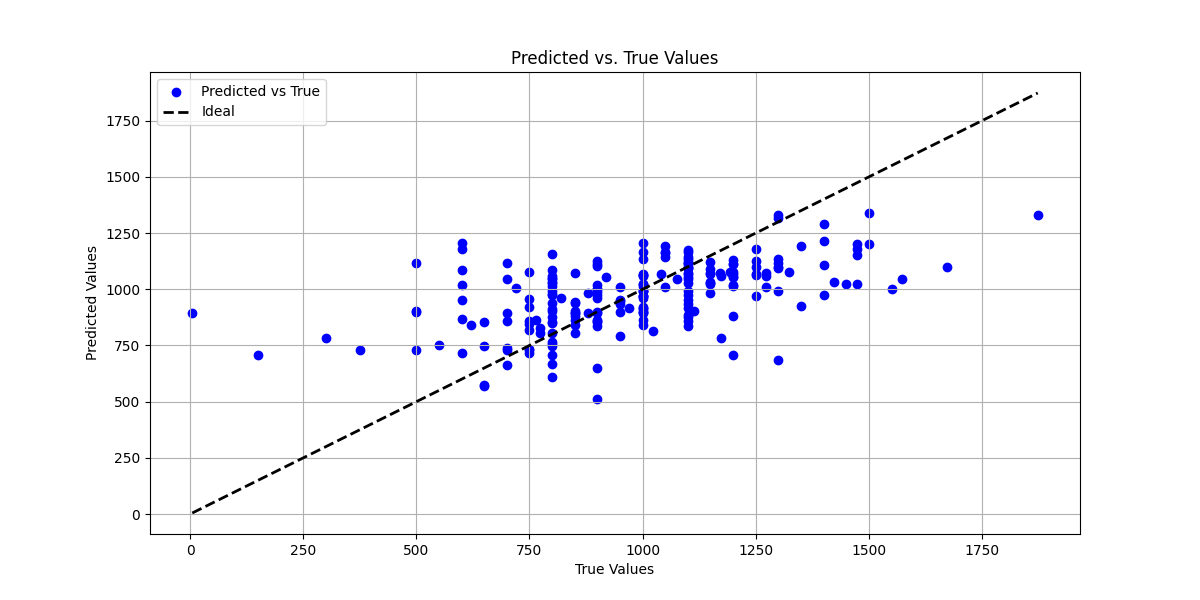 Predicted vs. True Values
Predicted vs True
Ideal
Predicted Values
1750
1500
1250
1000
750
500
250
0
0 250 500 750 1000 1250 1500 1750
True Values